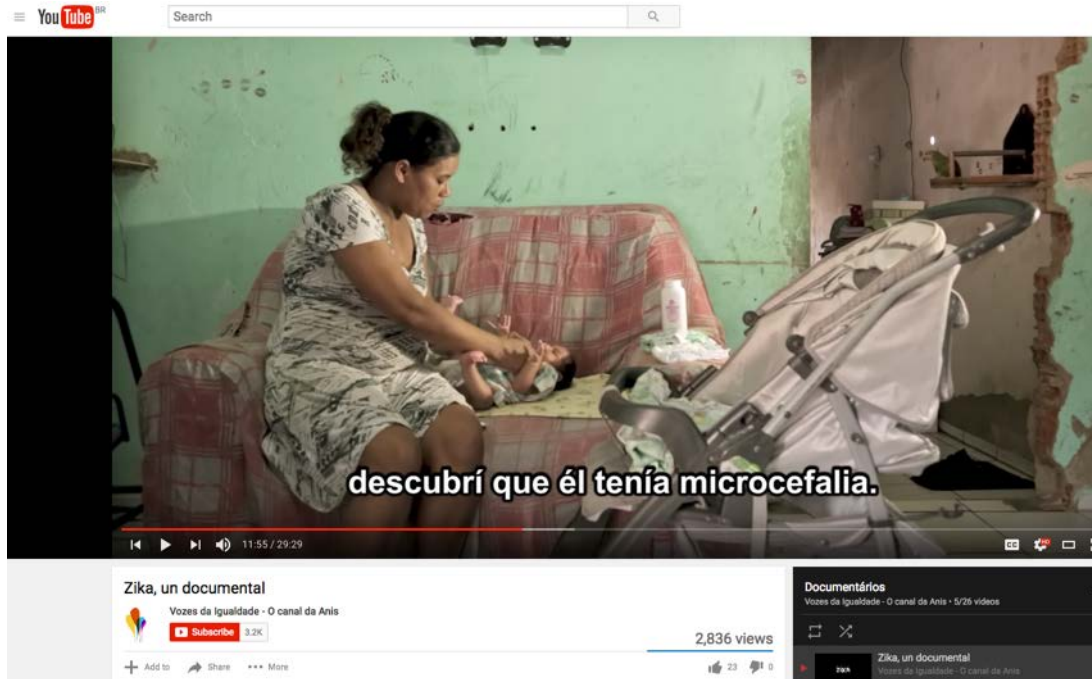 YouTube BR
Search
descubrí que él tenía microcefalia.
11:55 / 29:29
CC
HD
Zika, un documental
Vozes da Igualdade - O canal da Anis
Subscribe 3.2K
2,836 views
Add to Share More
23 0
Documentários
Vozes da Igualdade - O canal da Anis • 5/26 videos
Zika, un documental
Vozes da Igualdade - O canal da Anis